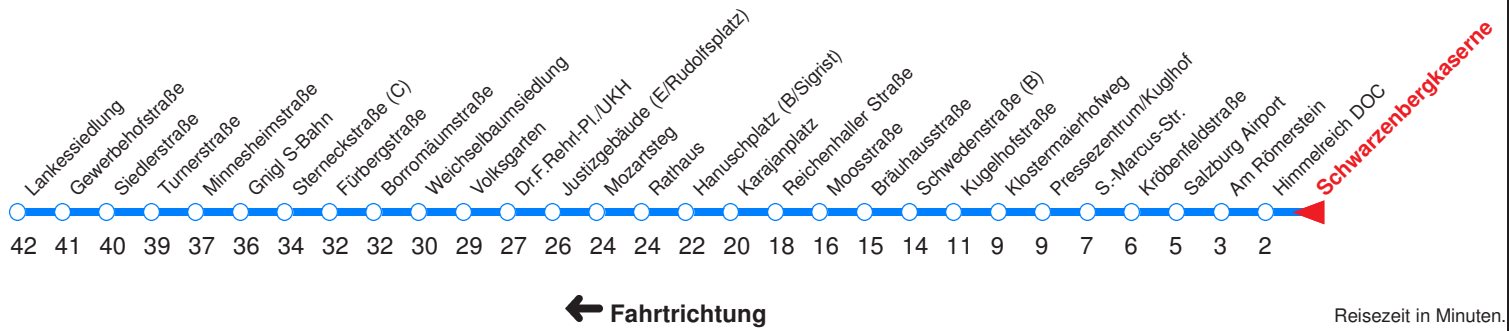 Lankessiedlung
Gewerbehofstraße
Siedlerstraße
Turnerstraße
Minnesheimstraße
Gnigl S-Bahn
Sterneckstraße (C)
Fürbergstraße
Borromäumstraße
Weichselbaumsiedlung
Volksgarten
Dr.F.Rehrl-Pl./UKH
Justizgebäude (E/Rudolfsplatz)
Mozartsteg
Rathaus
Hanuschplatz (B/Sigrist)
Karajanplatz
Reichenhaller Straße
Moosstraße
Bräuhausstraße
Schwedenstraße (B)
Kugelhofstraße
Klostermaierhofweg
Pressezentrum/Kuglhof
S.-Marcus-Str.
Kröbenfeldstraße
Salzburg Airport
Am Römerstein
Himmelreich DOC
Schwarzenbergkaserne
42 41 40 39 37 36 34 32 32 30 29 27 26 24 24 22 20 18 16 15 14 11 9 9 7 6 5 3 2
Fahrtrichtung
Reisezeit in Minuten.